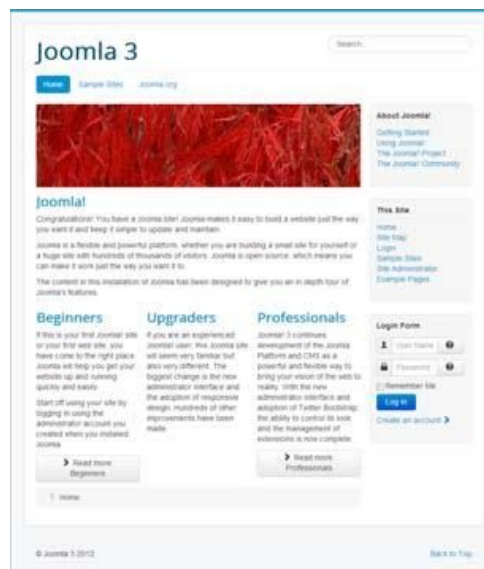 Joomla 3
Search...
Home Sample Sites Joomla.org
Joomla!
Congratulations! You have a Joomla site! Joomla makes it easy to build a website just the way
you want it and keep it simple to update and maintain.
Joomla is a flexible and powerful platform, whether you are building a small site for yourself or
a huge site with hundreds of thousands of visitors. Joomla is open source, which means you
can make it work just the way you want it to.
The content in this installation of Joomla has been designed to give you an in depth tour of
Joomla's features.
Beginners
If this is your first Joomla! site
or your first web site, you
have come to the right place.
Joomla will help you get your
website up and running
quickly and easily.
Start off using your site by
logging in using the
administrator account you
created when you installed
Joomla.
Read more
Beginners
Upgraders
If you are an experienced
Joomla! user, this Joomla site
will seem very familiar but
also very different. The
biggest change is the new
administrator interface and
the adoption of responsive
design. Hundreds of other
improvements have been
made.
Professionals
Joomla! 3 continues
development of the Joomla
Platform and CMS as a
powerful and flexible way to
bring your vision of the web to
reality. With the new
administrator interface and
adoption of Twitter Bootstrap,
the ability to control its look
and the management of
extensions is now complete.
Read more
Professionals
Home
About Joomla!
Getting Started
Using Joomla!
The Joomla! Project
The Joomla! Community
This Site
Home
Site Map
Login
Sample Sites
Site Administrator
Example Pages
Login Form
User Name
Password
Remember Me
Log in
Create an account
© Joomla 3 2012
Back to Top